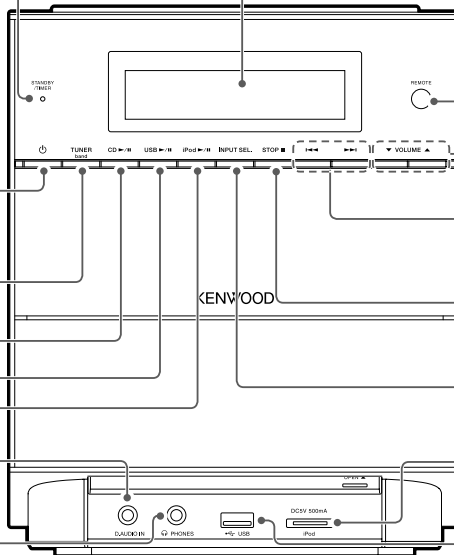 STANDBY
/TIMER
REMOTE
TUNER
band
CD ►/II
USB ►/II
iPod ►/II
INPUT SEL.
STOP ■
I◄◄
►►I
▼ VOLUME ▲
KENWOOD
OPEN ▲
DC5V 500mA
D.AUDIO IN
PHONES
USB
iPod